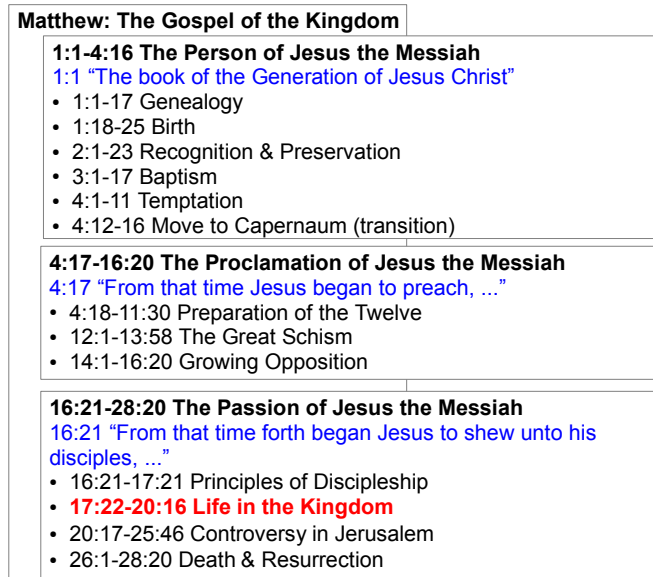 Matthew: The Gospel of the Kingdom
1:1-4:16 The Person of Jesus the Messiah
1:1 “The book of the Generation of Jesus Christ”
• 1:1-17 Genealogy
• 1:18-25 Birth
• 2:1-23 Recognition & Preservation
• 3:1-17 Baptism
• 4:1-11 Temptation
• 4:12-16 Move to Capernaum (transition)
4:17-16:20 The Proclamation of Jesus the Messiah
4:17 “From that time Jesus began to preach, ...”
• 4:18-11:30 Preparation of the Twelve
• 12:1-13:58 The Great Schism
• 14:1-16:20 Growing Opposition
16:21-28:20 The Passion of Jesus the Messiah
16:21 “From that time forth began Jesus to shew unto his
disciples, ...”
• 16:21-17:21 Principles of Discipleship
• 17:22-20:16 Life in the Kingdom
• 20:17-25:46 Controversy in Jerusalem
• 26:1-28:20 Death & Resurrection